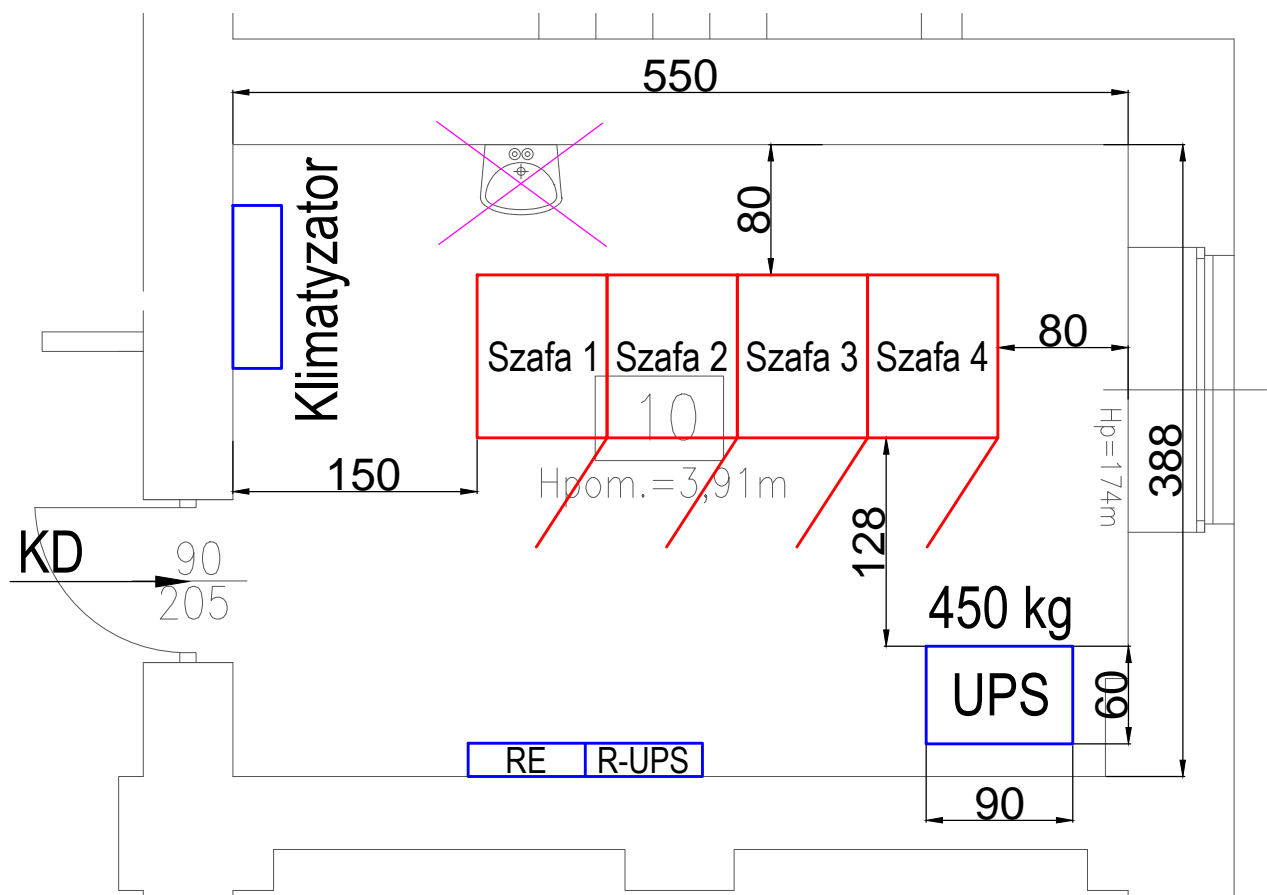 550
Klimatyzator
80
Szafa 1
Szafa 2
Szafa 3
Szafa 4
80
10
Hpom.=3,91m
150
Hp=174m
388
128
KD
90
205
450 kg
UPS
60
RE
R-UPS
90